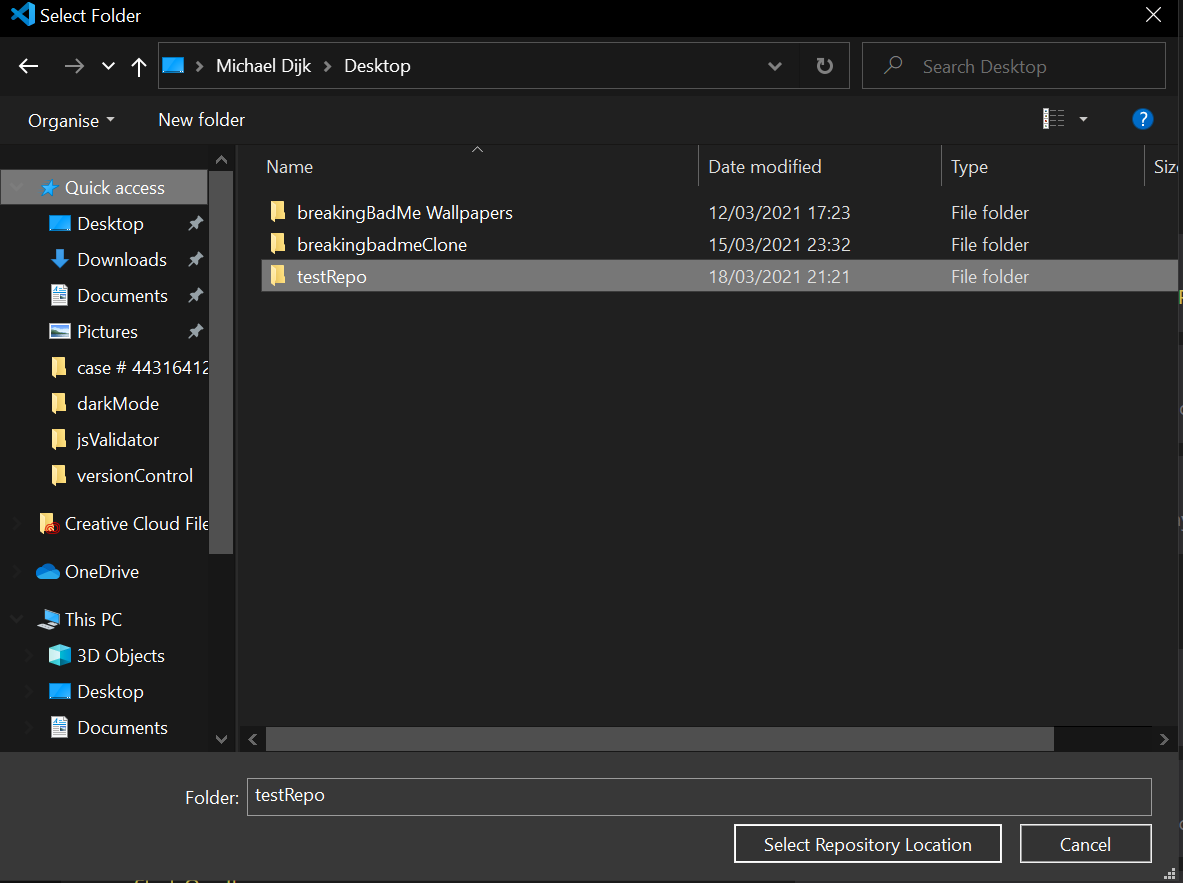 Select Folder
Michael Dijk Desktop Search Desktop
Organise New folder ?
Name Date modified Type
Quick access
Desktop
Downloads
Documents
Pictures
case # 44316412
darkMode
jsValidator
versionControl
Creative Cloud File
OneDrive
This PC
3D Objects
Desktop
Documents
breakingBadMe Wallpapers 12/03/2021 17:23 File folder
breakingbadmeClone 15/03/2021 23:32 File folder
testRepo 18/03/2021 21:21 File folder
Folder: testRepo
Select Repository Location Cancel